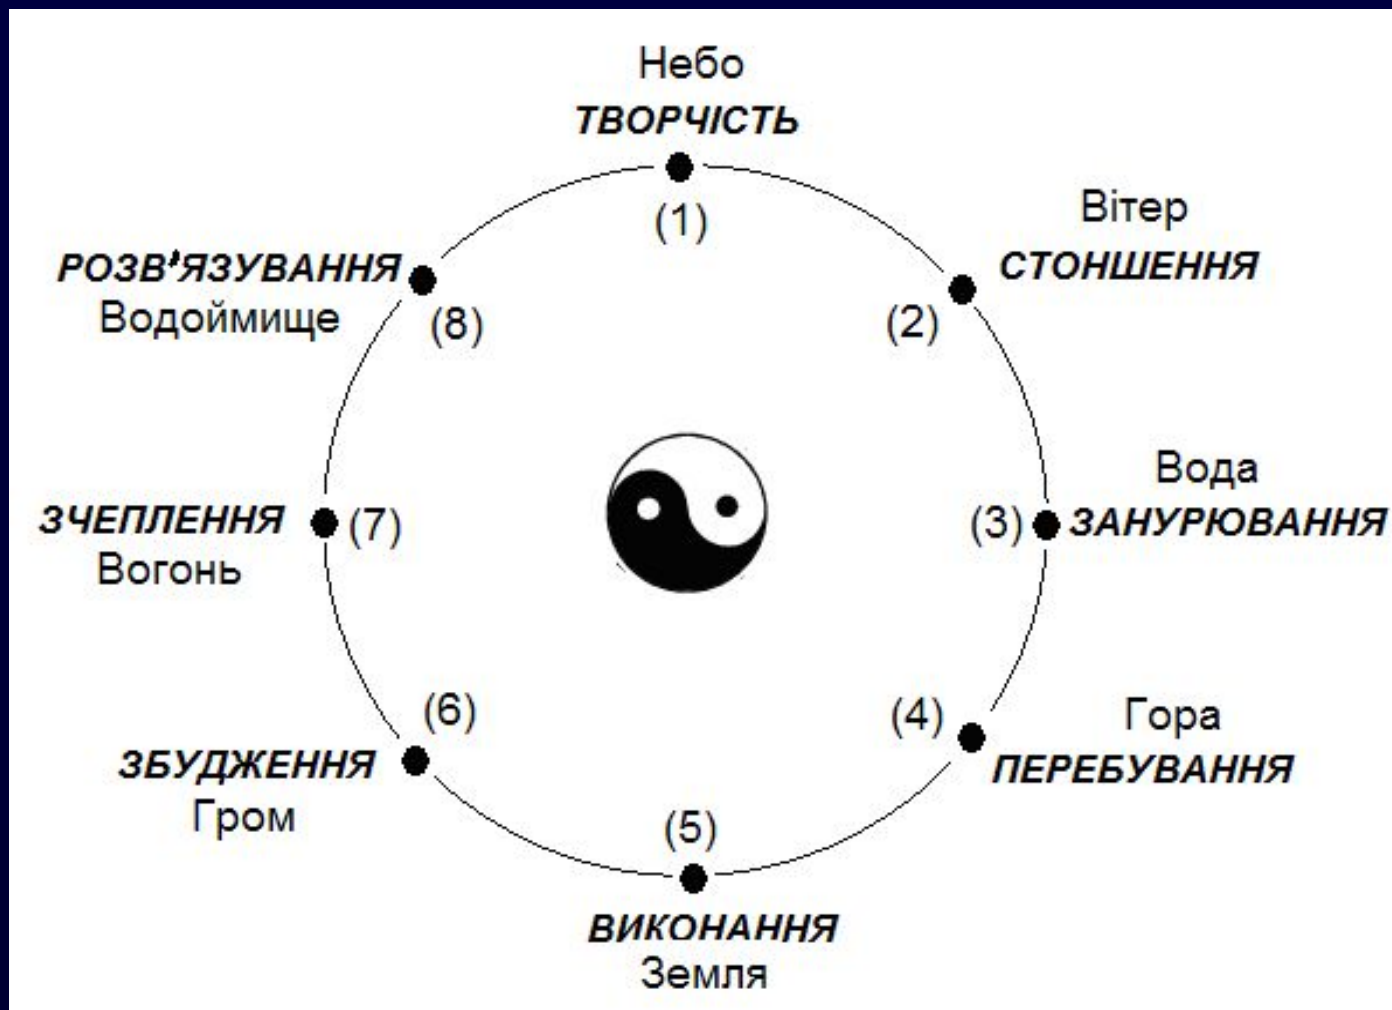 Небо
ТВОРЧІСТЬ
(1)
Вітер
СТОНШЕННЯ
(2)
Вода
(3) ЗАНУРЮВАННЯ
(4) Гора
ПЕРЕБУВАННЯ
(5)
ВИКОНАННЯ
Земля
(6)
ЗБУДЖЕННЯ
Гром
ЗЧЕПЛЕННЯ (7)
Вогонь
РОЗВ'ЯЗУВАННЯ
Водоймище
(8)